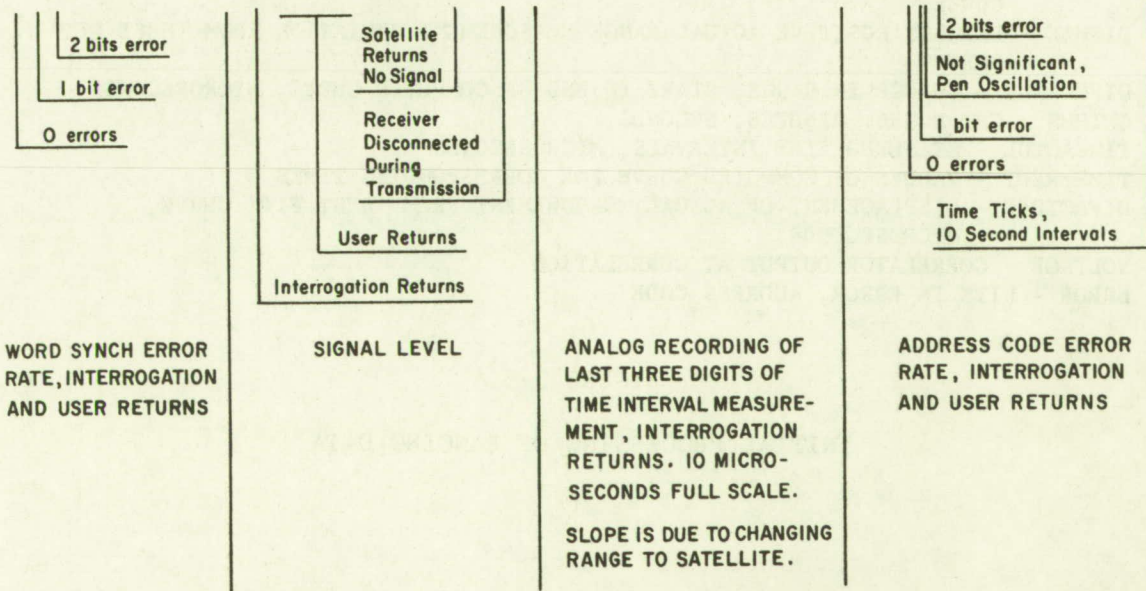 2 bits error
1 bit error
0 errors
WORD SYNCH ERROR
RATE, INTERROGATION
AND USER RETURNS
Satellite
Returns
No Signal
Receiver
Disconnected
During
Transmission
User Returns
Interrogation Returns
SIGNAL LEVEL
ANALOG RECORDING OF
LAST THREE DIGITS OF
TIME INTERVAL MEASURE-
MENT, INTERROGATION
RETURNS. 10 MICRO-
SECONDS FULL SCALE.
SLOPE IS DUE TO CHANGING
RANGE TO SATELLITE.
2 bits error
Not Significant,
Pen Oscillation
1 bit error
0 errors
Time Ticks,
10 Second Intervals
ADDRESS CODE ERROR
RATE, INTERROGATION
AND USER RETURNS